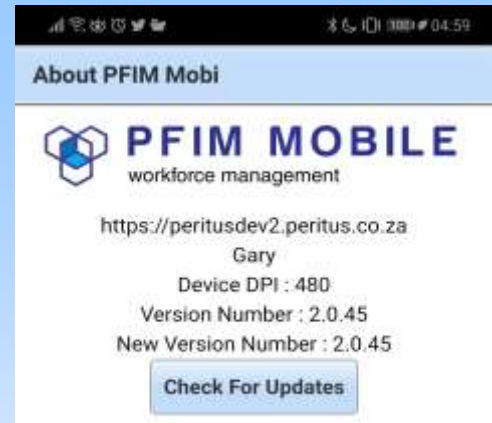 04:59
About PFIM Mobi
PFIM MOBILE
workforce management
https://peritusdev2.peritus.co.za
Gary
Device DPI : 480
Version Number : 2.0.45
New Version Number : 2.0.45
Check For Updates